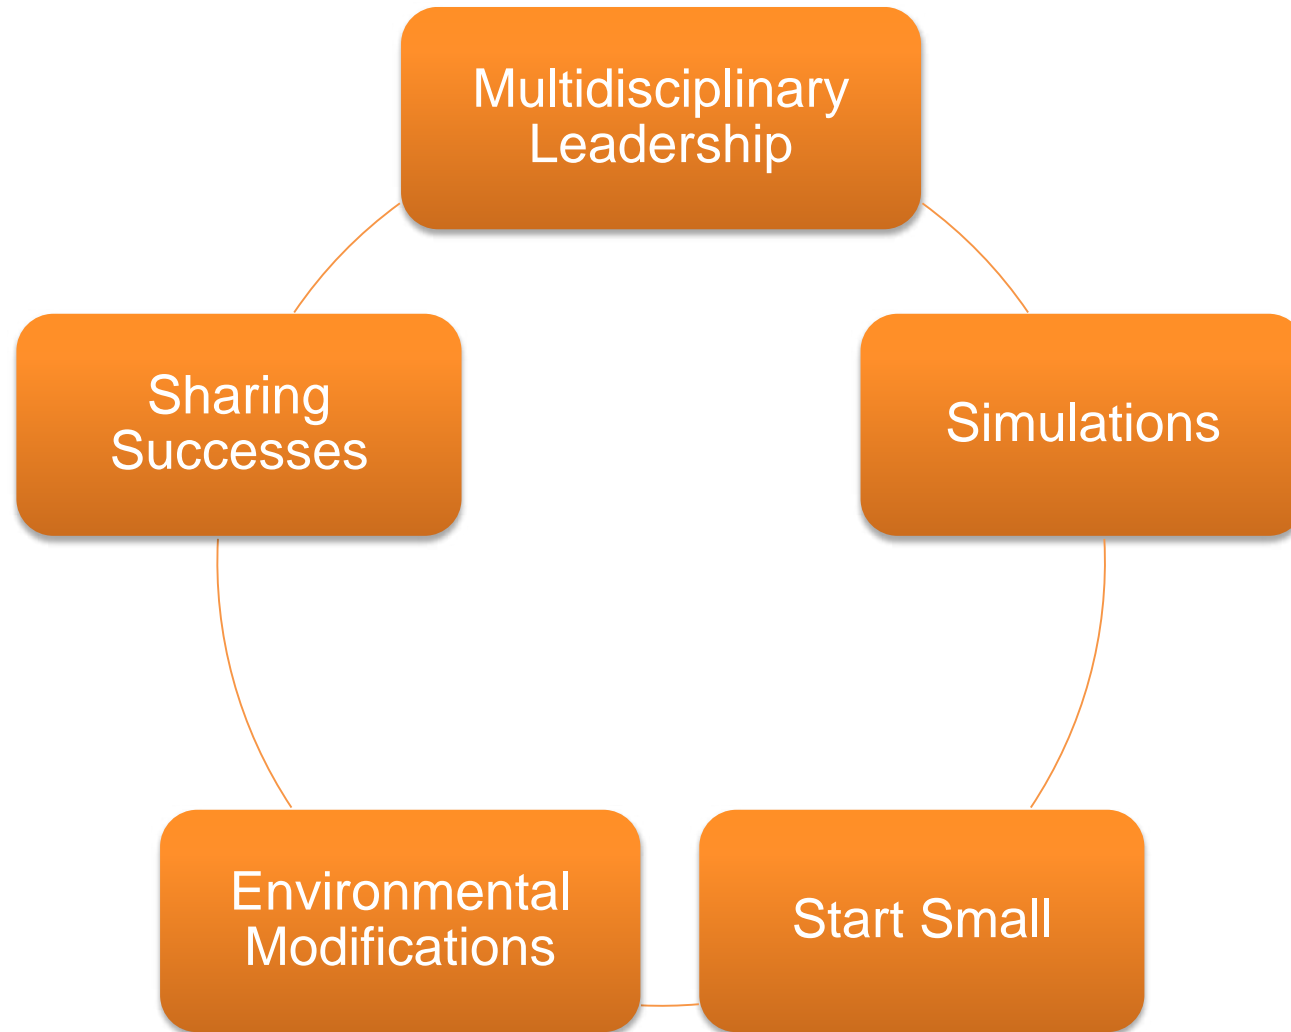 Multidisciplinary
Leadership
Simulations
Start Small
Environmental
Modifications
Sharing
Successes